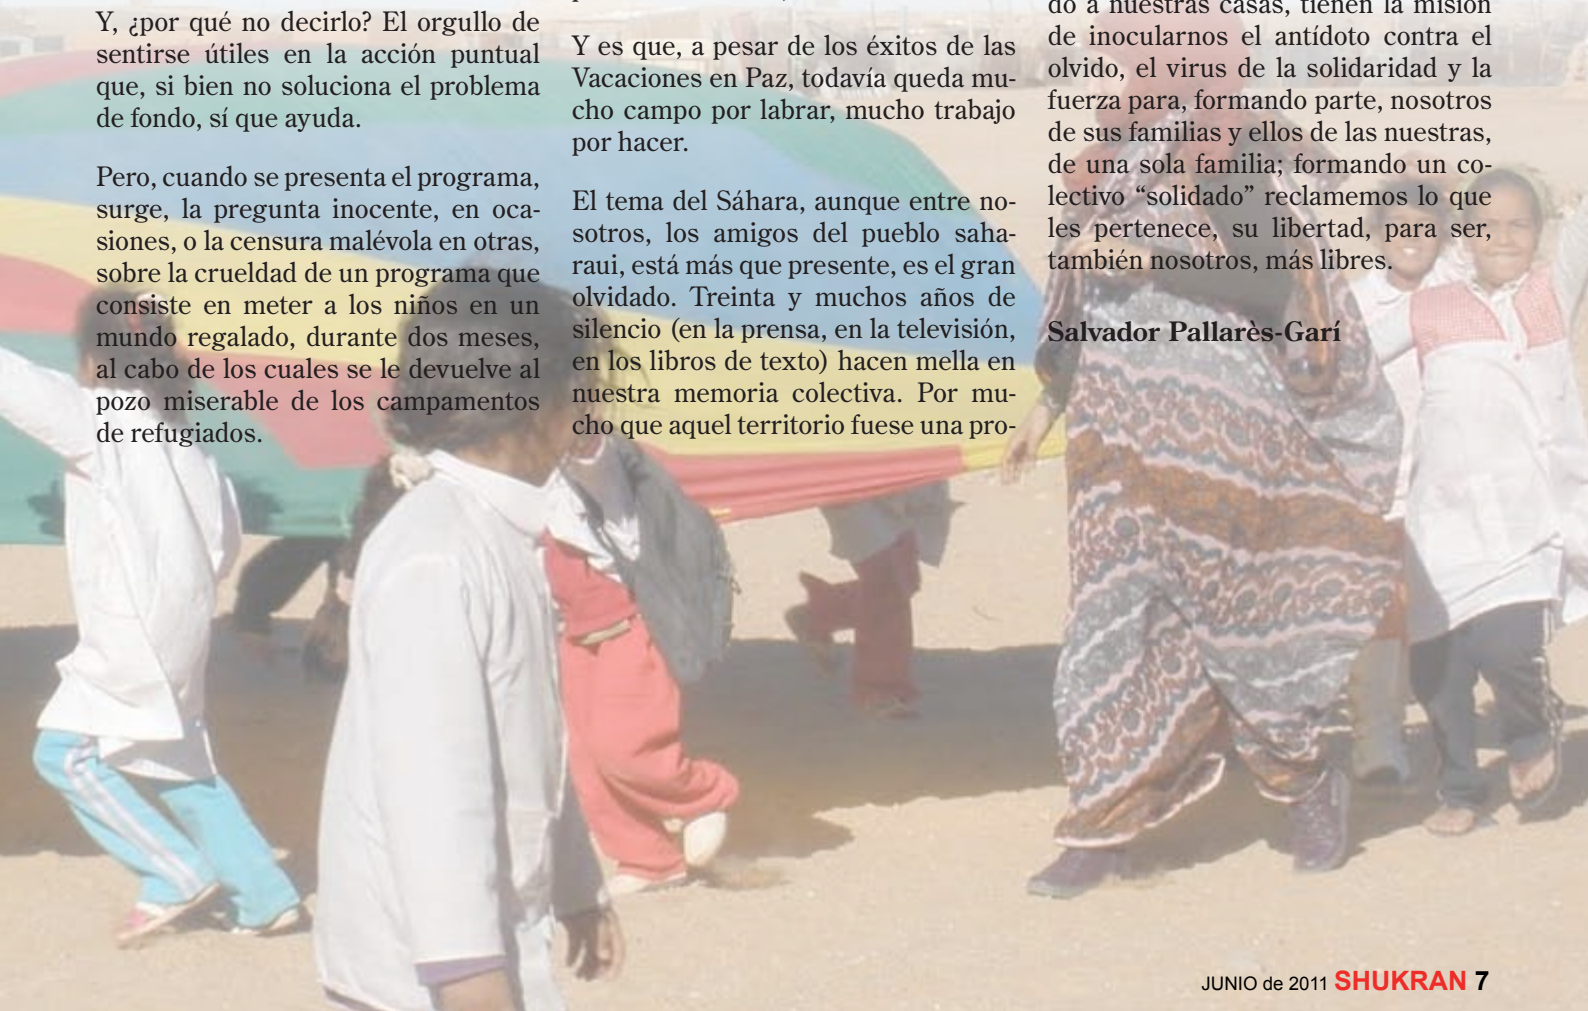 Y, ¿por qué no decirlo? El orgullo de
sentirse útiles en la acción puntual
que, si bien no soluciona el problema
de fondo, sí que ayuda.
Pero, cuando se presenta el programa,
surge, la pregunta inocente, en oca-
siones, o la censura malévola en otras,
sobre la crueldad de un programa que
consiste en meter a los niños en un
mundo regalado, durante dos meses,
al cabo de los cuales se le devuelve al
pozo miserable de los campamentos
de refugiados.
Y es que, a pesar de los éxitos de las
Vacaciones en Paz, todavía queda mu-
cho campo por labrar, mucho trabajo
por hacer.
El tema del Sáhara, aunque entre no-
sotros, los amigos del pueblo saha-
raui, está más que presente, es el gran
olvidado. Treinta y muchos años de
silencio (en la prensa, en la televisión,
en los libros de texto) hacen mella en
nuestra memoria colectiva. Por mu-
cho que aquel territorio fuese una pro-
do a nuestras casas, tienen la misión
de inocularnos el antídoto contra el
olvido, el virus de la solidaridad y la
fuerza para, formando parte, nosotros
de sus familias y ellos de las nuestras,
de una sola familia; formando un co-
lectivo “solidado” reclamemos lo que
les pertenece, su libertad, para ser,
también nosotros, más libres.
Salvador Pallarès-Garí
JUNIO de 2011 SHUKRAN 7